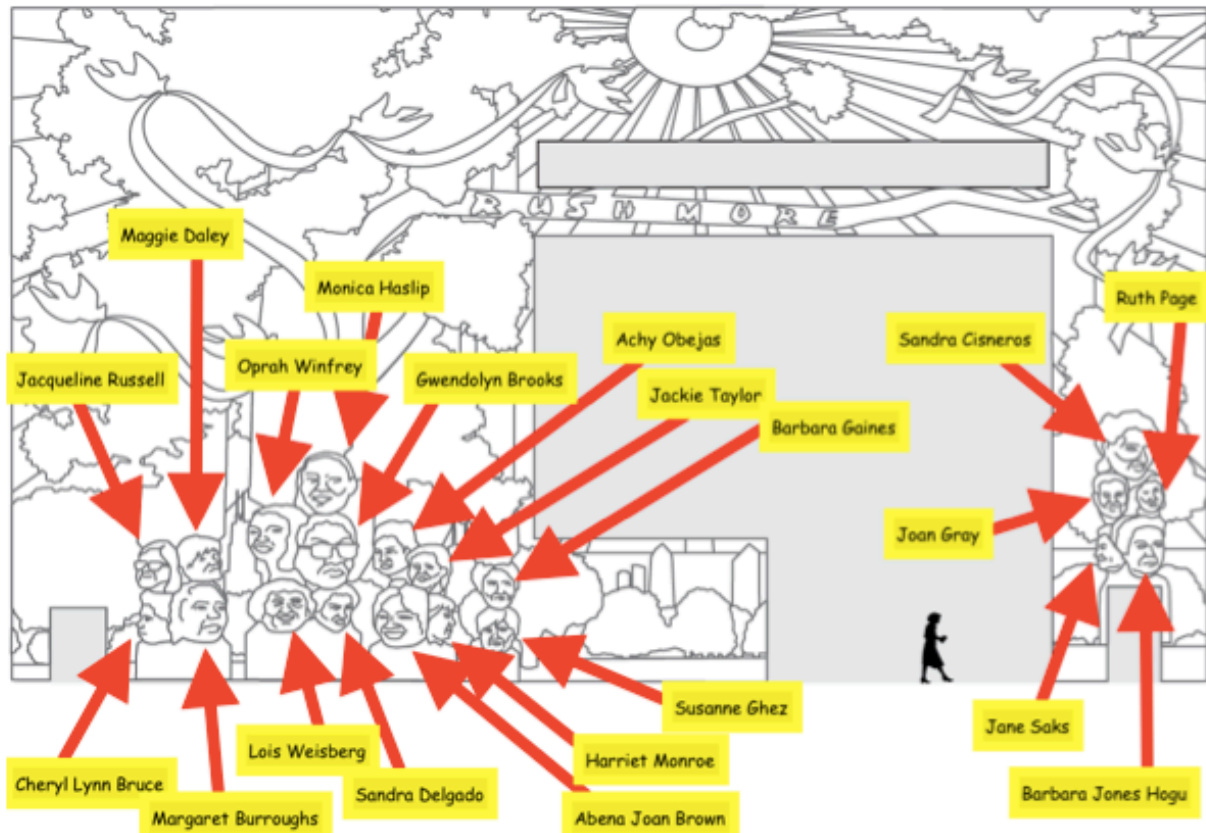 RUSH MORE
Maggie Daley
Monica Haslip
Ruth Page
Achy Obejas
Sandra Cisneros
Oprah Winfrey
Jacqueline Russell
Gwendolyn Brooks
Jackie Taylor
Barbara Gaines
Joan Gray
Susanne Ghez
Jane Saks
Lois Weisberg
Harriet Monroe
Cheryl Lynn Bruce
Sandra Delgado
Barbara Jones Hogu
Margaret Burroughs
Abena Joan Brown